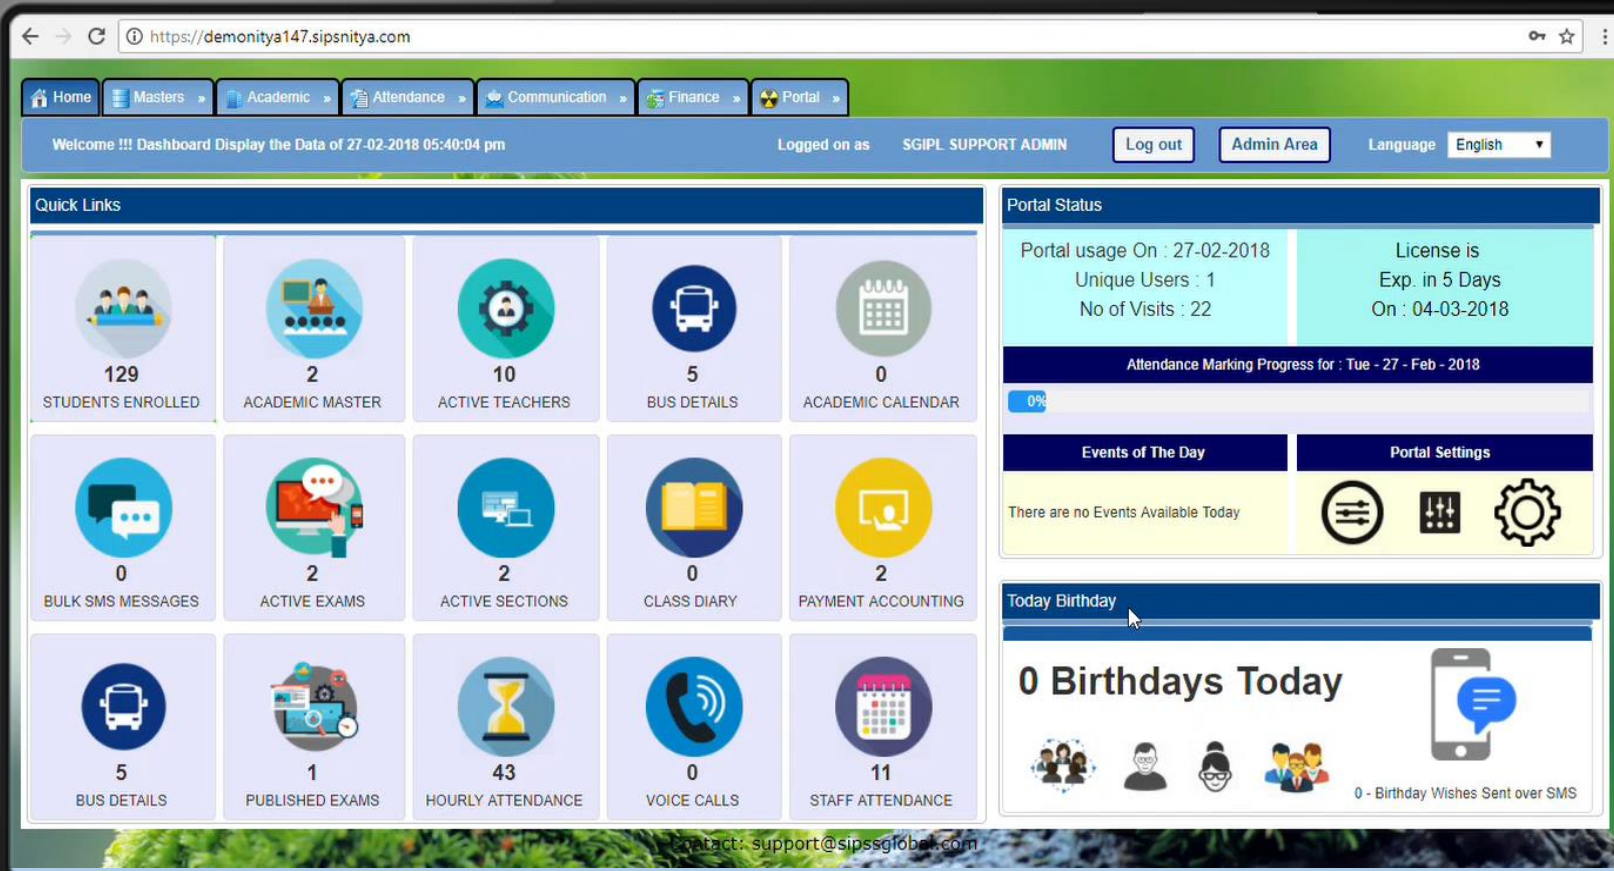 https://demonitya147.sipsnitya.com
Home Masters » Academic » Attendance » Communication » Finance » Portal »
Welcome !!! Dashboard Display the Data of 27-02-2018 05:40:04 pm Logged on as SGIPL SUPPORT ADMIN Log out Admin Area Language English
Quick Links
129
STUDENTS ENROLLED
2
ACADEMIC MASTER
10
ACTIVE TEACHERS
5
BUS DETAILS
0
ACADEMIC CALENDAR
0
BULK SMS MESSAGES
2
ACTIVE EXAMS
2
ACTIVE SECTIONS
0
CLASS DIARY
2
PAYMENT ACCOUNTING
5
BUS DETAILS
1
PUBLISHED EXAMS
43
HOURLY ATTENDANCE
0
VOICE CALLS
11
STAFF ATTENDANCE
Portal Status
Portal usage On : 27-02-2018
Unique Users : 1
No of Visits : 22
License is
Exp. in 5 Days
On : 04-03-2018
Attendance Marking Progress for : Tue - 27 - Feb - 2018
0%
Events of The Day
There are no Events Available Today
Portal Settings
Today Birthday
0 Birthdays Today
0 - Birthday Wishes Sent over SMS
Contact: support@sipssglobal.com